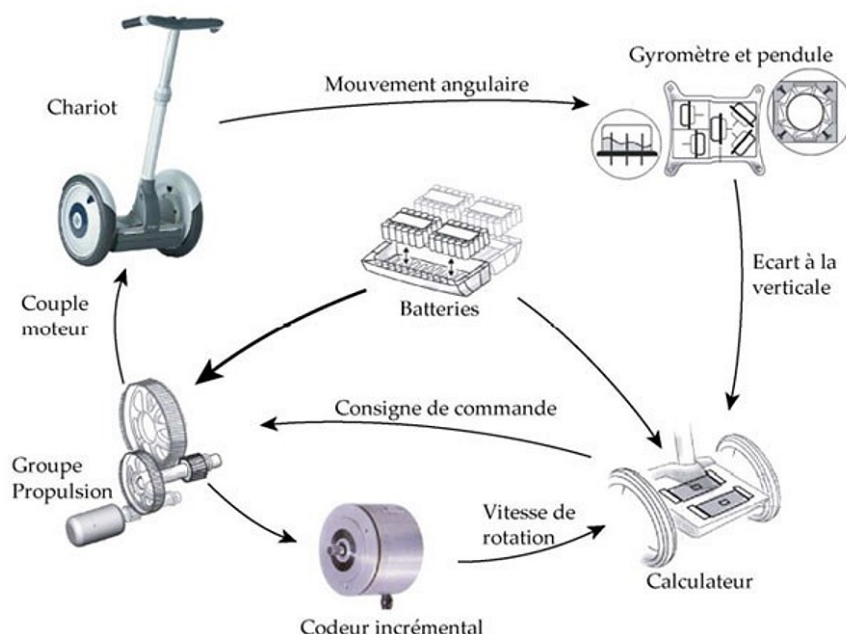 Gyromètre et pendule
Mouvement angulaire
Chariot
Ecart à la
verticale
Couple
moteur
Batteries
Consigne de commande
Groupe
Propulsion
Vitesse de
rotation
Calculateur
Codeur incrémental